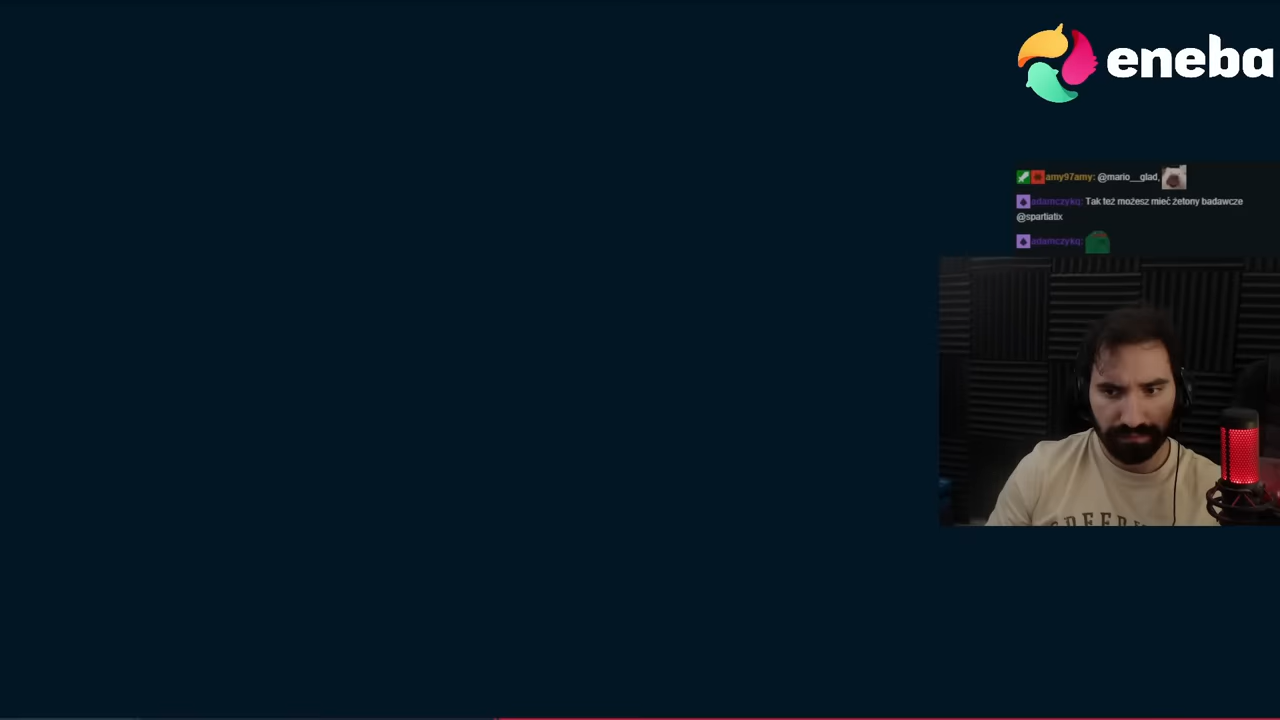 eneba
amy97amy: @mario__glad,
adamczykq: Tak też możesz mieć żetony badawcze
@spartiatix
adamczykq: